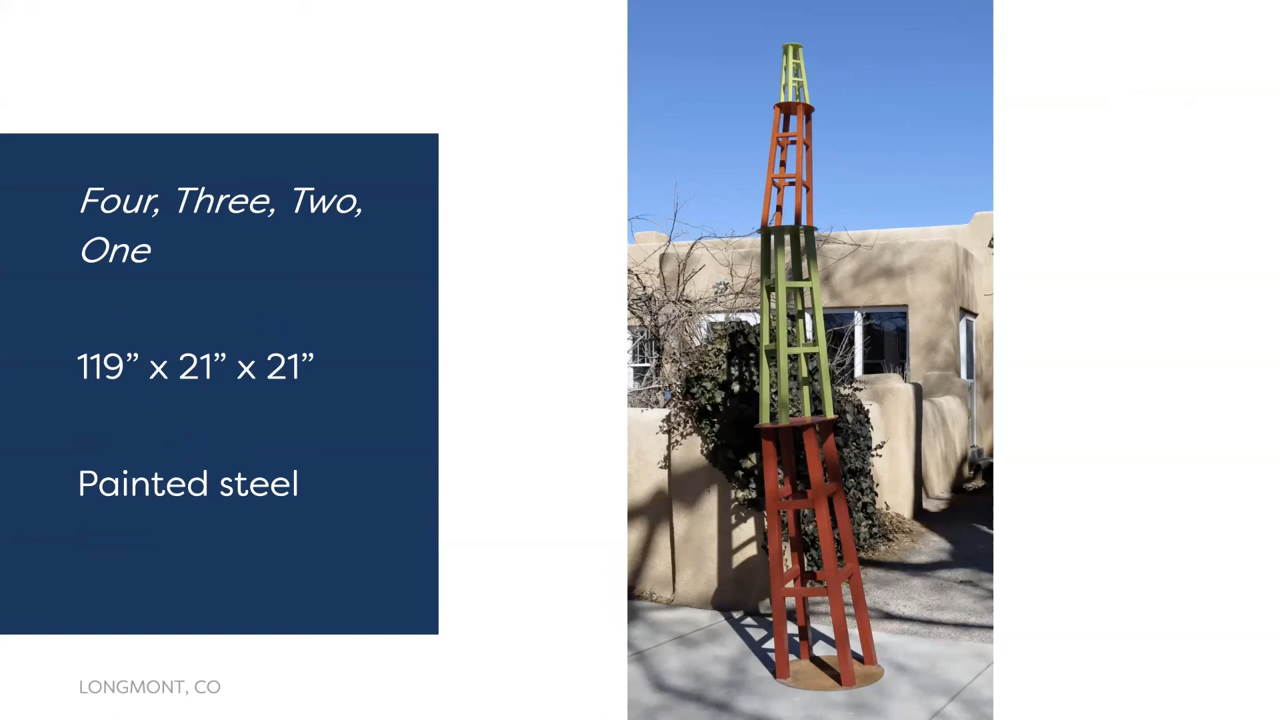 Four, Three, Two,
One
119” x 21” x 21”
Painted steel
LONGMONT, CO